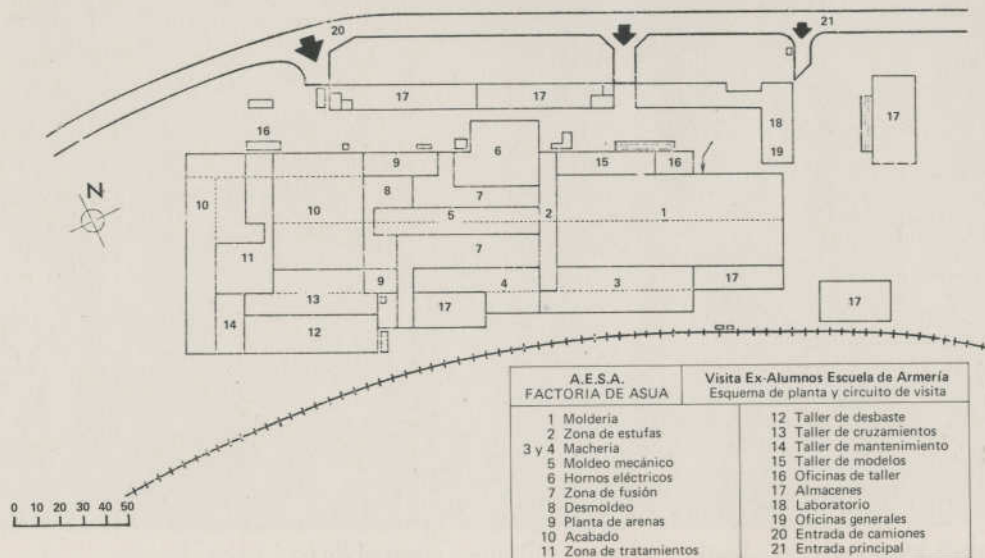 20
21
17
17
18
17
16
6
9
15
16
19
8
7
10
10
5
2
1
11
7
9
4
3
17
13
17
17
14
12
N
A.E.S.A.
FACTORIA DE ASUA
1 Moldería
2 Zona de estufas
3 y 4 Machería
5 Moldeo mecánico
6 Hornos eléctricos
7 Zona de fusión
8 Desmoldeo
9 Planta de arenas
10 Acabado
11 Zona de tratamientos
Visita Ex-Alumnos Escuela de Armería
Esquema de planta y circuito de visita
12 Taller de desbaste
13 Taller de cruzamientos
14 Taller de mantenimiento
15 Taller de modelos
16 Oficinas de taller
17 Almacenes
18 Laboratorio
19 Oficinas generales
20 Entrada de camiones
21 Entrada principal
0 10 20 30 40 50